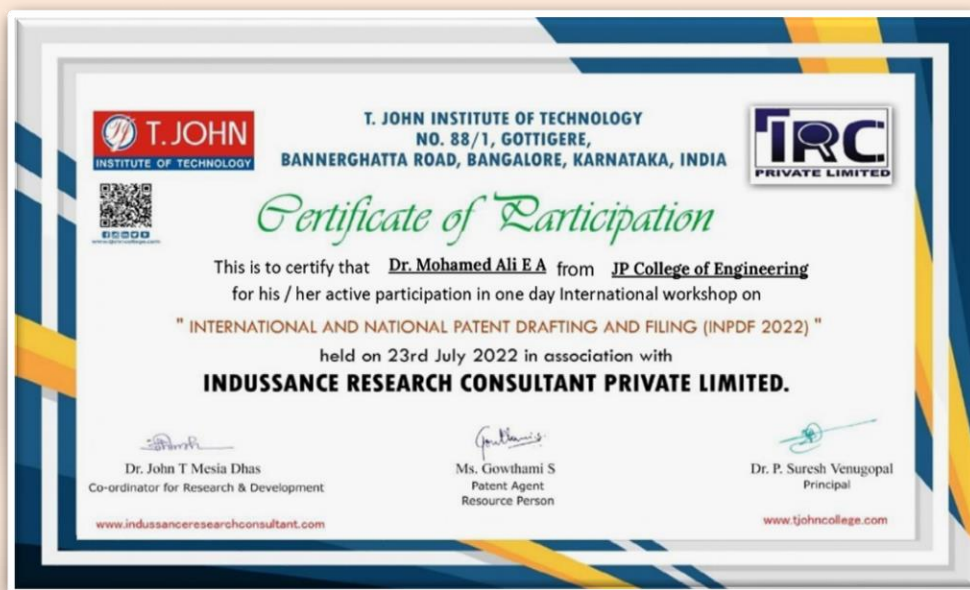 T. JOHN
INSTITUTE OF TECHNOLOGY
www.tjohncollege.com
T. JOHN INSTITUTE OF TECHNOLOGY
NO. 88/1, GOTTIGERE,
BANNERGHATTA ROAD, BANGALORE, KARNATAKA, INDIA
IRC
PRIVATE LIMITED
Certificate of Participation
This is to certify that Dr. Mohamed Ali E A from JP College of Engineering
for his / her active participation in one day International workshop on
" INTERNATIONAL AND NATIONAL PATENT DRAFTING AND FILING (INPDF 2022) "
held on 23rd July 2022 in association with
INDUSSANCE RESEARCH CONSULTANT PRIVATE LIMITED.
Gowthami.S
Dr. John T Mesia Dhas
Co-ordinator for Research & Development
Ms. Gowthami S
Patent Agent
Resource Person
Dr. P. Suresh Venugopal
Principal
www.indussanceresearchconsultant.com
www.tjohncollege.com